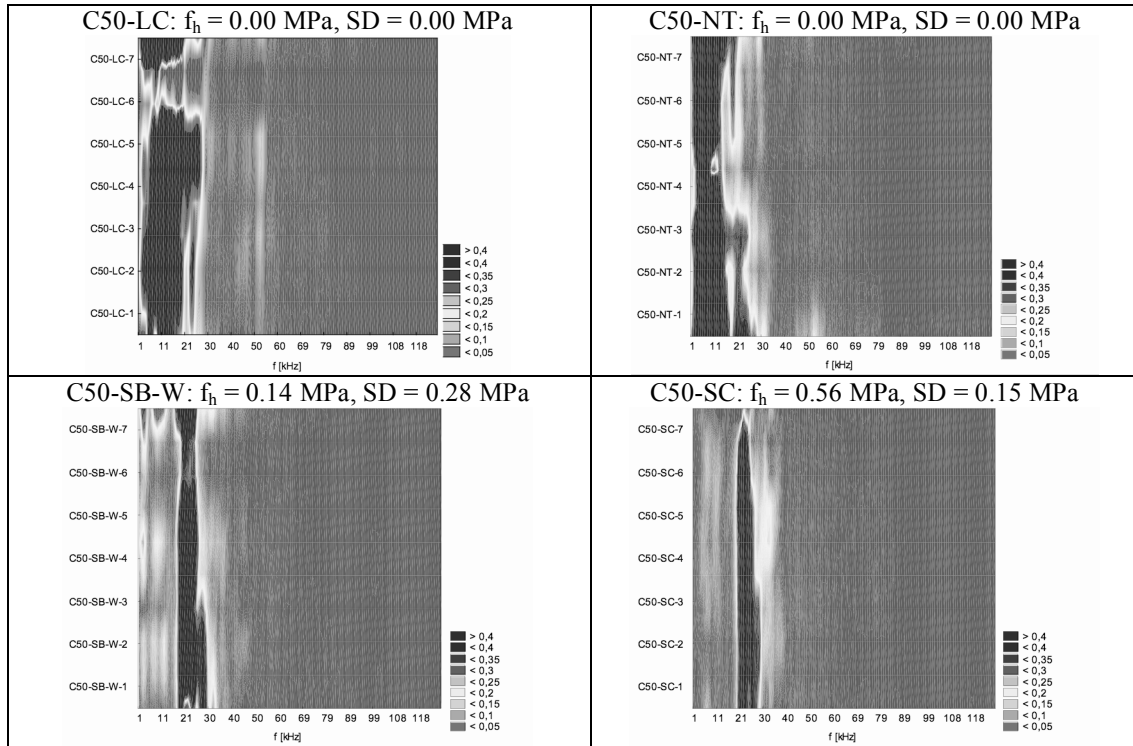 C50-LC: fh = 0.00 MPa, SD = 0.00 MPa
C50-LC-7
C50-LC-6
C50-LC-5
C50-LC-4
C50-LC-3
C50-LC-2
C50-LC-1
1 11 21 30 40 50 60 69 79 89 99 108 118
f [kHz]
> 0,4
< 0,4
< 0,35
< 0,3
< 0,25
< 0,2
< 0,15
< 0,1
< 0,05
C50-NT: fh = 0.00 MPa, SD = 0.00 MPa
C50-NT-7
C50-NT-6
C50-NT-5
C50-NT-4
C50-NT-3
C50-NT-2
C50-NT-1
1 11 21 30 40 50 60 69 79 89 99 108 118
f [kHz]
> 0,4
< 0,4
< 0,35
< 0,3
< 0,25
< 0,2
< 0,15
< 0,1
< 0,05
C50-SB-W: fh = 0.14 MPa, SD = 0.28 MPa
C50-SB-W-7
C50-SB-W-6
C50-SB-W-5
C50-SB-W-4
C50-SB-W-3
C50-SB-W-2
C50-SB-W-1
1 11 21 30 40 50 60 69 79 89 99 108 118
f [kHz]
> 0,4
< 0,4
< 0,35
< 0,3
< 0,25
< 0,2
< 0,15
< 0,1
< 0,05
C50-SC: fh = 0.56 MPa, SD = 0.15 MPa
C50-SC-7
C50-SC-6
C50-SC-5
C50-SC-4
C50-SC-3
C50-SC-2
C50-SC-1
1 11 21 30 40 50 60 69 79 89 99 108 118
f [kHz]
> 0,4
< 0,4
< 0,35
< 0,3
< 0,25
< 0,2
< 0,15
< 0,1
< 0,05